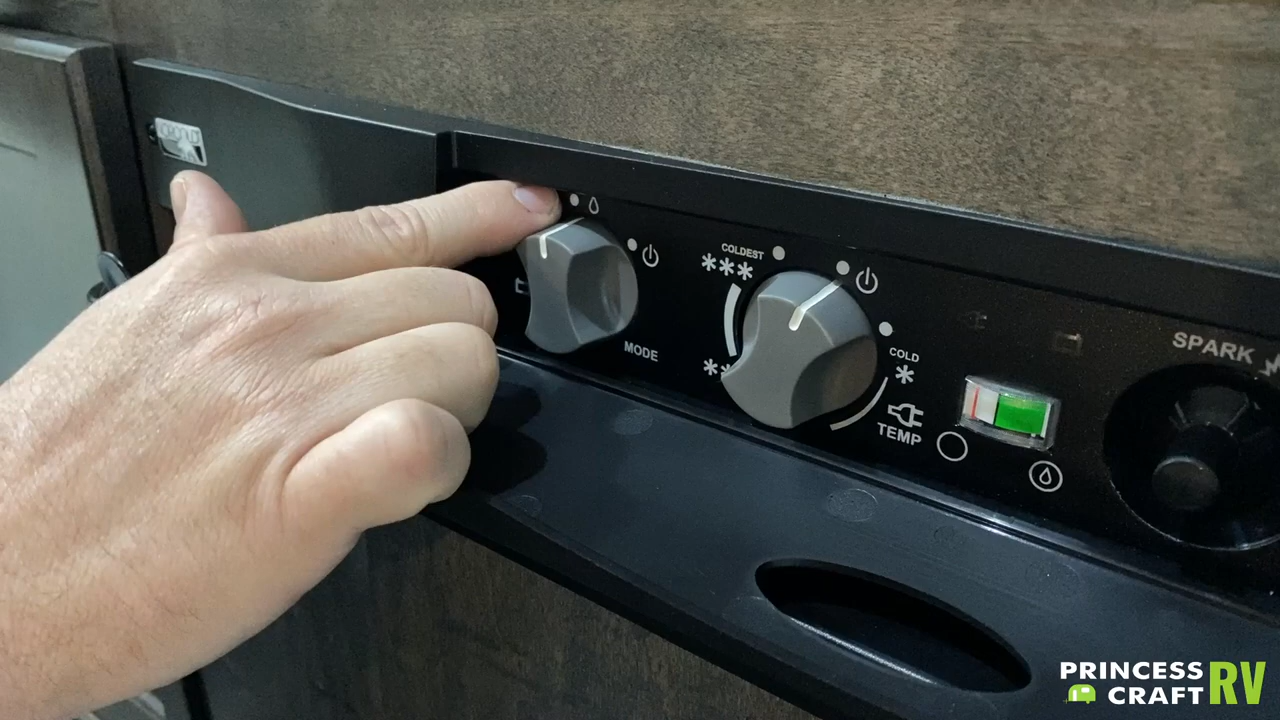 COLDEST
MODE
COLD
TEMP
SPARK
PRINCESS
CRAFT RV